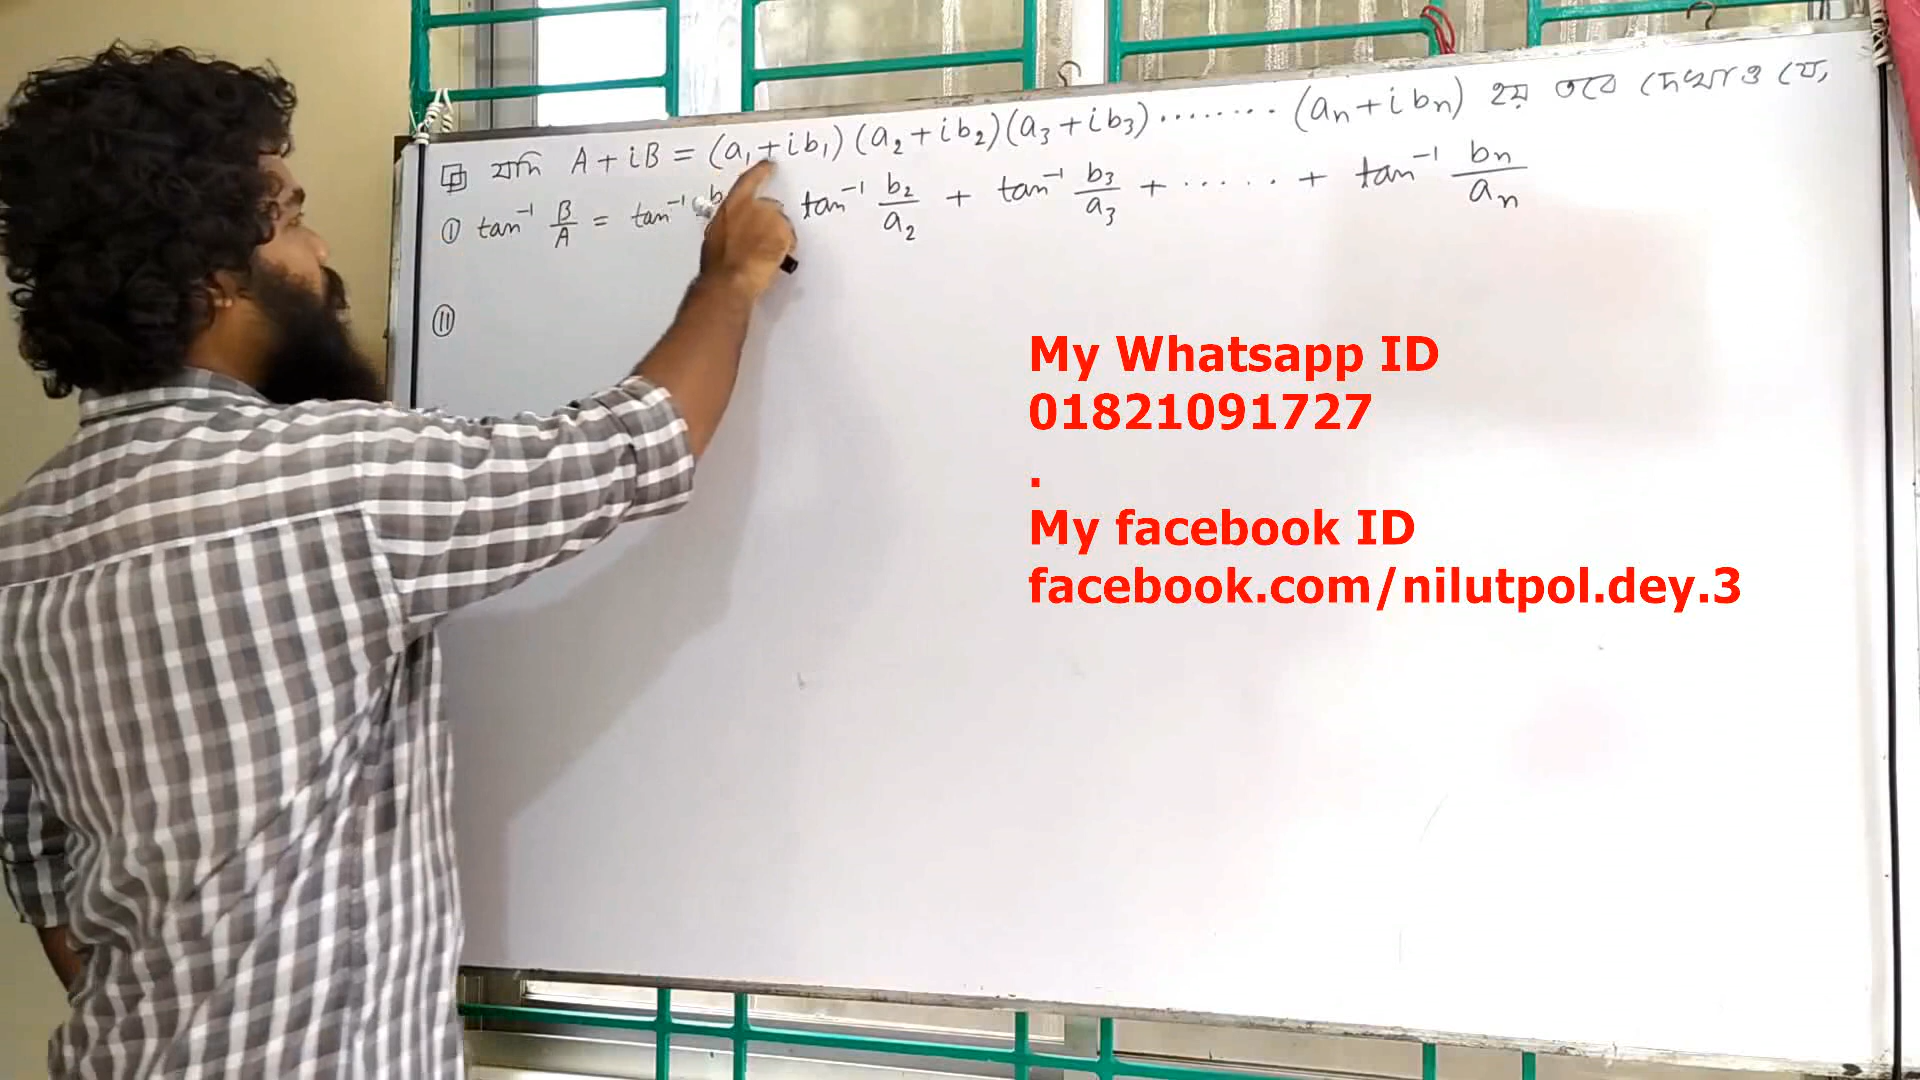 যদি A + iB = (a₁ + ib₁) (a₂ + ib₂) (a₃ + ib₃) ........ (aₙ + ibₙ) হয় তবে দেখাও যে,
① tan⁻¹ B/A = tan⁻¹ b tan⁻¹ b₂/a₂ + tan⁻¹ b₃/a₃ + ...... + tan⁻¹ bₙ/aₙ
⑪
My Whatsapp ID
01821091727
.
My facebook ID
facebook.com/nilutpol.dey.3